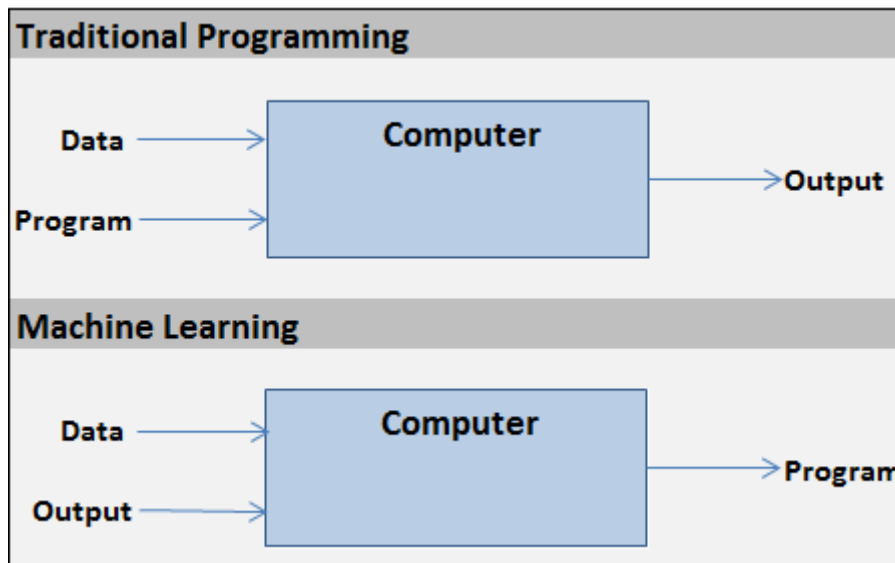 Traditional Programming
Data
Computer
Output
Program
Machine Learning
Data
Computer
Output
Program